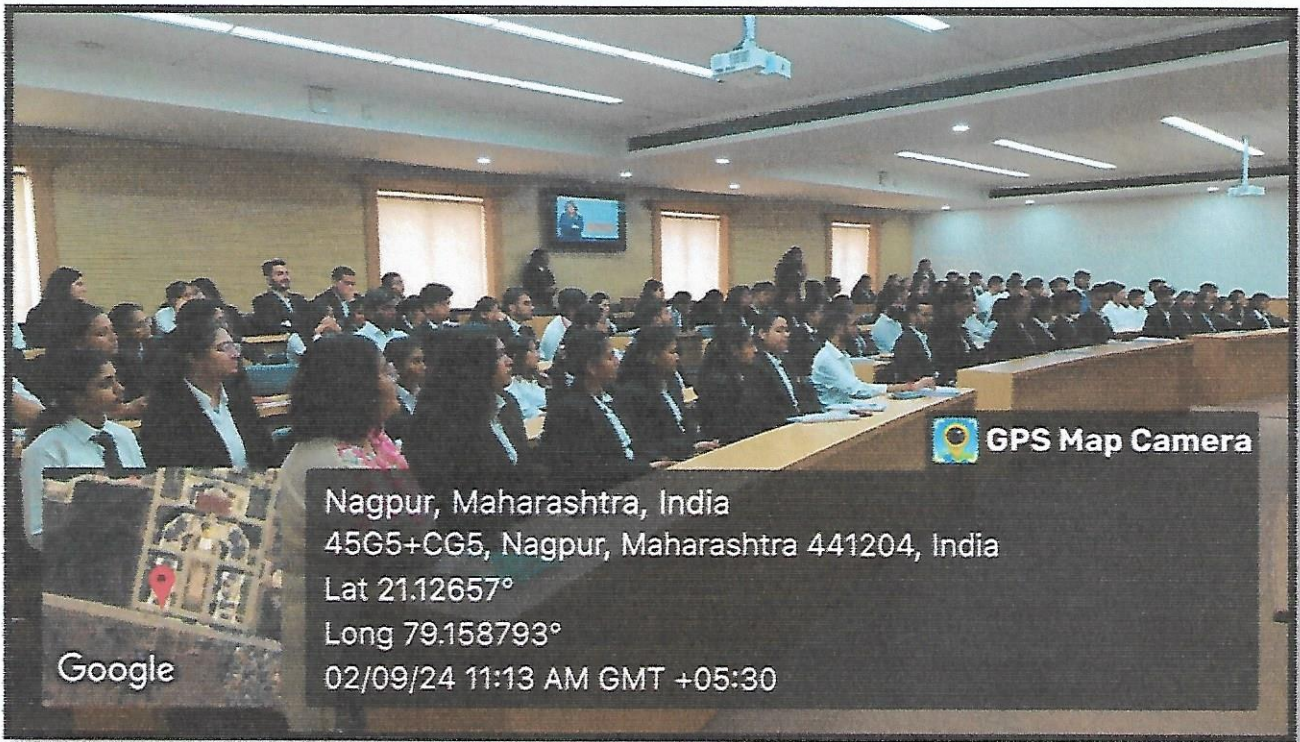 GPS Map Camera
Nagpur, Maharashtra, India
45G5+CG5, Nagpur, Maharashtra 441204, India
Lat 21.12657°
Long 79.158793°
02/09/24 11:13 AM GMT +05:30
Google